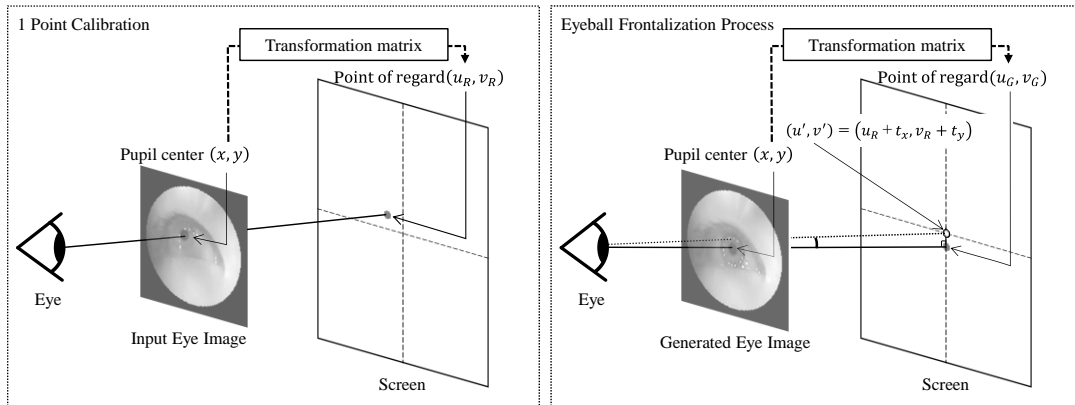 1 Point Calibration
Transformation matrix
Point of regard(u_R, v_R)
Pupil center (x, y)
Eye
Input Eye Image
Screen
Eyeball Frontalization Process
Transformation matrix
Point of regard(u_G, v_G)
(u′, v′) = (u_R + t_x, v_R + t_y)
Pupil center (x, y)
Eye
Generated Eye Image
Screen